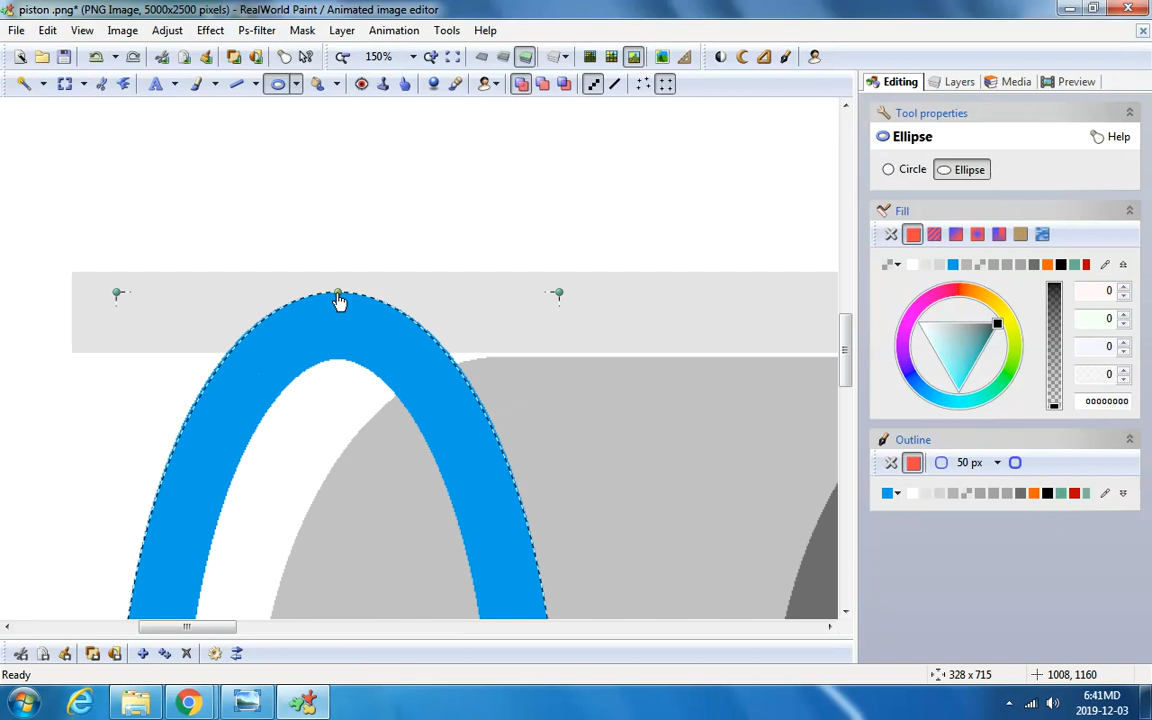 piston .png* (PNG Image, 5000x2500 pixels) - RealWorld Paint / Animated image editor
File Edit View Image Adjust Effect Ps-filter Mask Layer Animation Tools Help
150%
Editing Layers Media Preview
Tool properties
Ellipse Help
Circle Ellipse
Fill
0
0
0
0
00000000
Outline
50 px
Ready 328 x 715 1008, 1160
6:41MD
2019-12-03